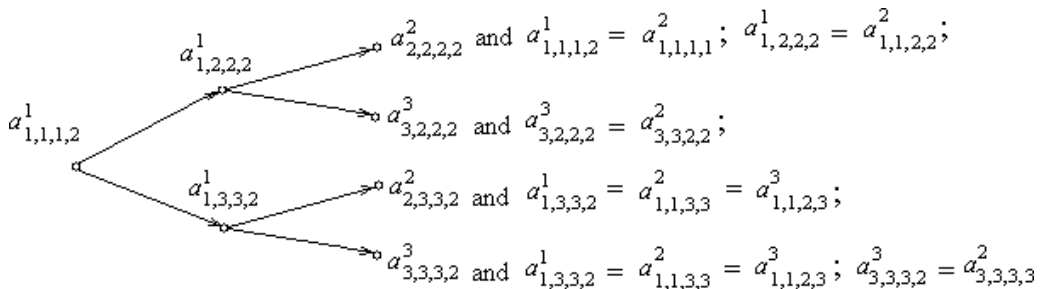 a^1_{1,2,2,2} a^2_{2,2,2,2} and a^1_{1,1,1,2} = a^2_{1,1,1,1} ; a^1_{1,2,2,2} = a^2_{1,1,2,2} ;
a^1_{1,1,1,2} a^3_{3,2,2,2} and a^3_{3,2,2,2} = a^2_{3,3,2,2} ;
a^1_{1,3,3,2} a^2_{2,3,3,2} and a^1_{1,3,3,2} = a^2_{1,1,3,3} = a^3_{1,1,2,3} ;
a^3_{3,3,3,2} and a^1_{1,3,3,2} = a^2_{1,1,3,3} = a^3_{1,1,2,3} ; a^3_{3,3,3,2} = a^2_{3,3,3,3}